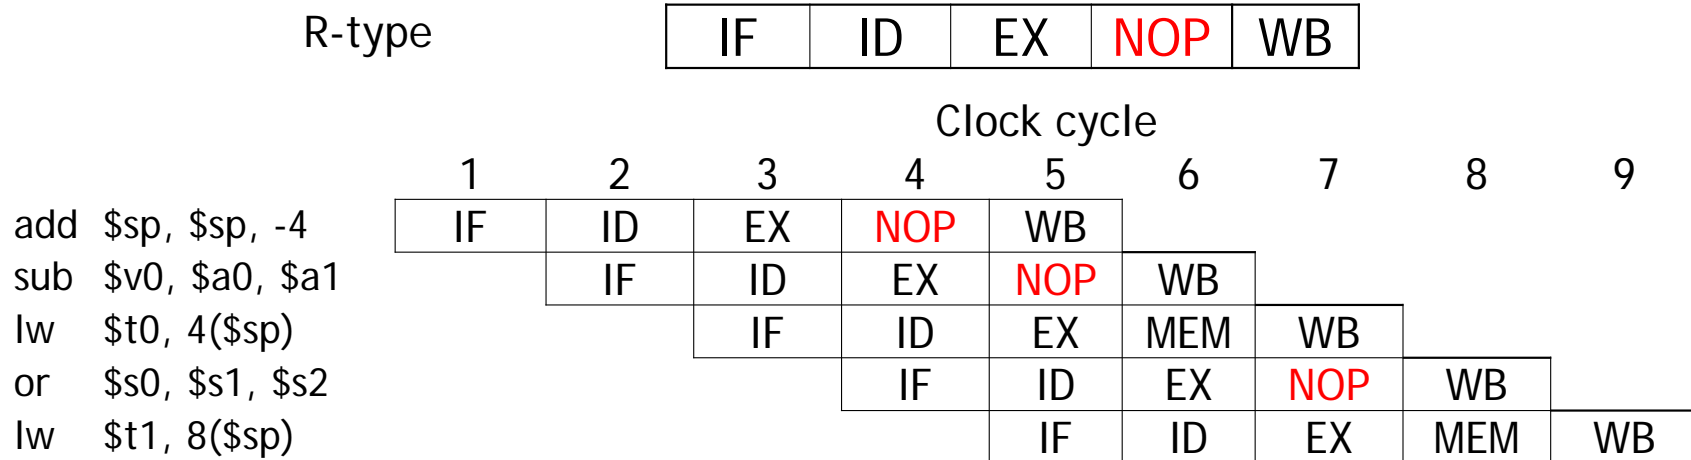 R-type IF ID EX NOP WB
Clock cycle
1 2 3 4 5 6 7 8 9
add $sp, $sp, -4 IF ID EX NOP WB
sub $v0, $a0, $a1 IF ID EX NOP WB
lw $t0, 4($sp) IF ID EX MEM WB
or $s0, $s1, $s2 IF ID EX NOP WB
lw $t1, 8($sp) IF ID EX MEM WB